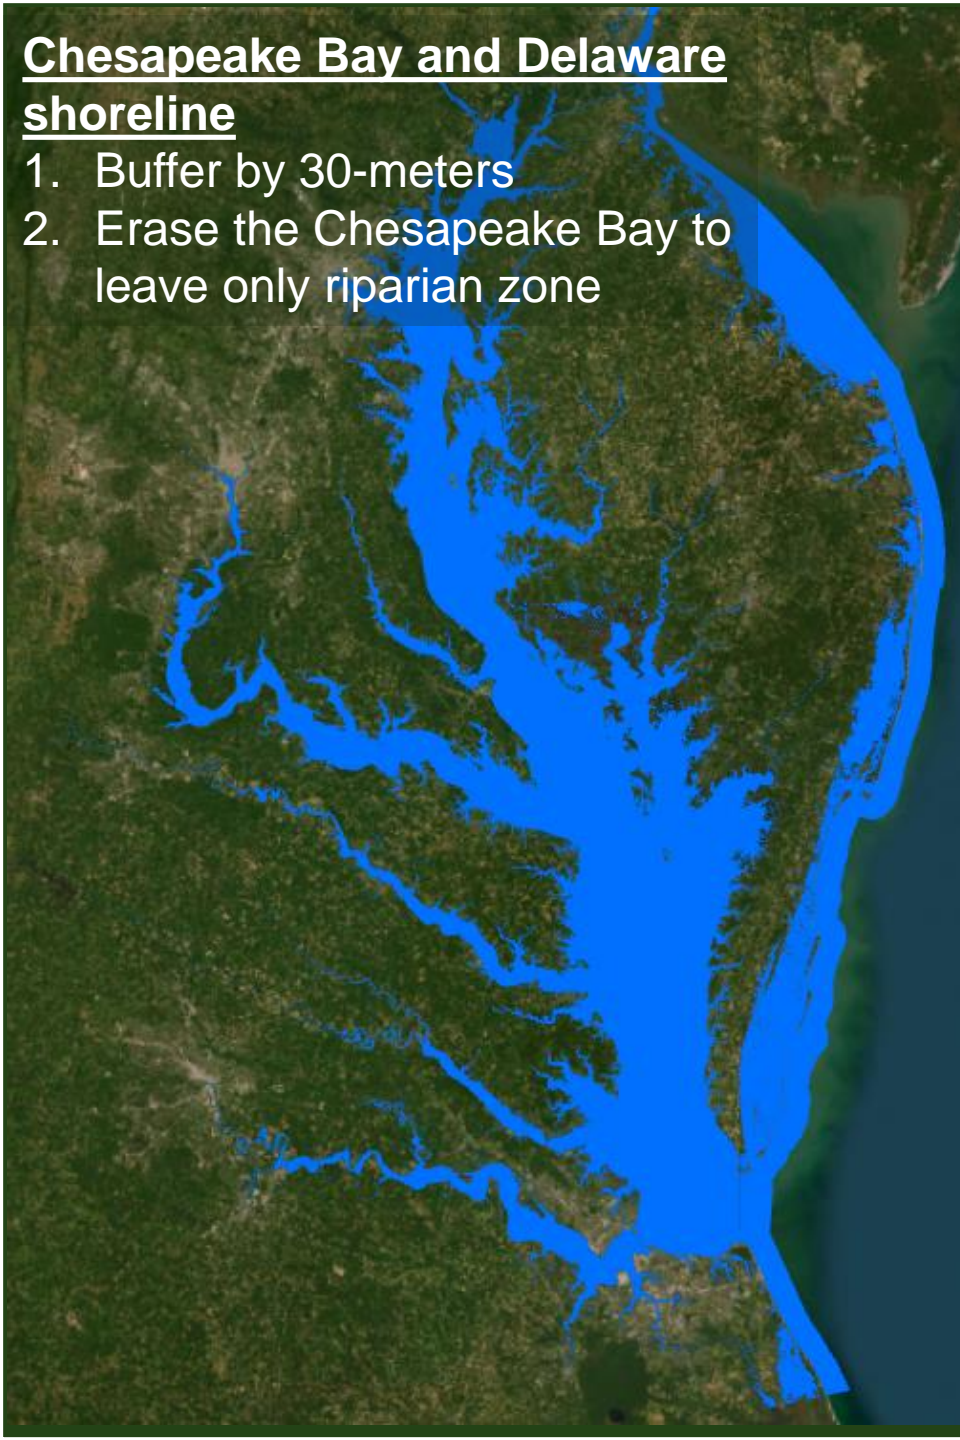 Chesapeake Bay and Delaware
shoreline
1. Buffer by 30-meters
2. Erase the Chesapeake Bay to
leave only riparian zone